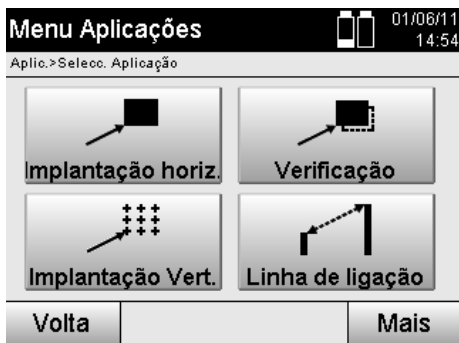 Menu Aplicações
01/06/11
14:54
Aplic.>Selecc. Aplicação
Implantação horiz.
Verificação
Implantação Vert.
Linha de ligação
Volta
Mais